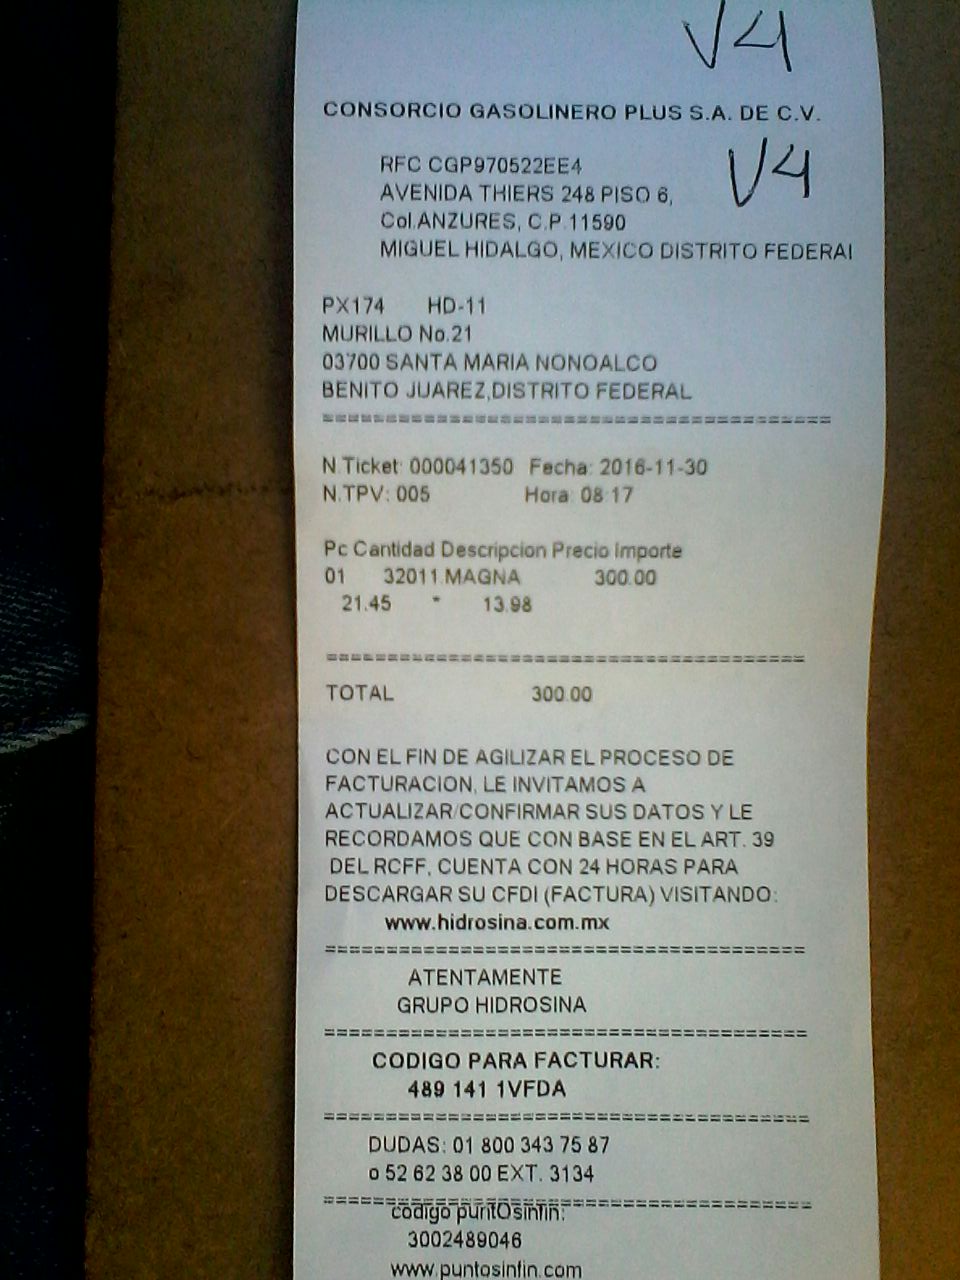 V4
CONSORCIO GASOLINERO PLUS S.A. DE C.V.
V4
RFC CGP970522EE4
AVENIDA THIERS 248 PISO 6,
Col.ANZURES, C.P.11590
MIGUEL HIDALGO, MEXICO DISTRITO FEDERAl
PX174 HD-11
MURILLO No.21
03700 SANTA MARIA NONOALCO
BENITO JUAREZ,DISTRITO FEDERAL
==========================================
N.Ticket: 000041350 Fecha: 2016-11-30
N.TPV: 005 Hora: 08:17
Pc Cantidad Descripcion Precio Importe
01 32011 MAGNA 300.00
21.45 * 13.98
========================================
TOTAL 300.00
CON EL FIN DE AGILIZAR EL PROCESO DE
FACTURACION, LE INVITAMOS A
ACTUALIZAR/CONFIRMAR SUS DATOS Y LE
RECORDAMOS QUE CON BASE EN EL ART. 39
DEL RCFF, CUENTA CON 24 HORAS PARA
DESCARGAR SU CFDI (FACTURA) VISITANDO:
www.hidrosina.com.mx
========================================
ATENTAMENTE
GRUPO HIDROSINA
========================================
CODIGO PARA FACTURAR:
489 141 1VFDA
========================================
DUDAS: 01 800 343 75 87
o 52 62 38 00 EXT. 3134
========================================
codigo puntOsinfin:
3002489046
www.puntosinfin.com